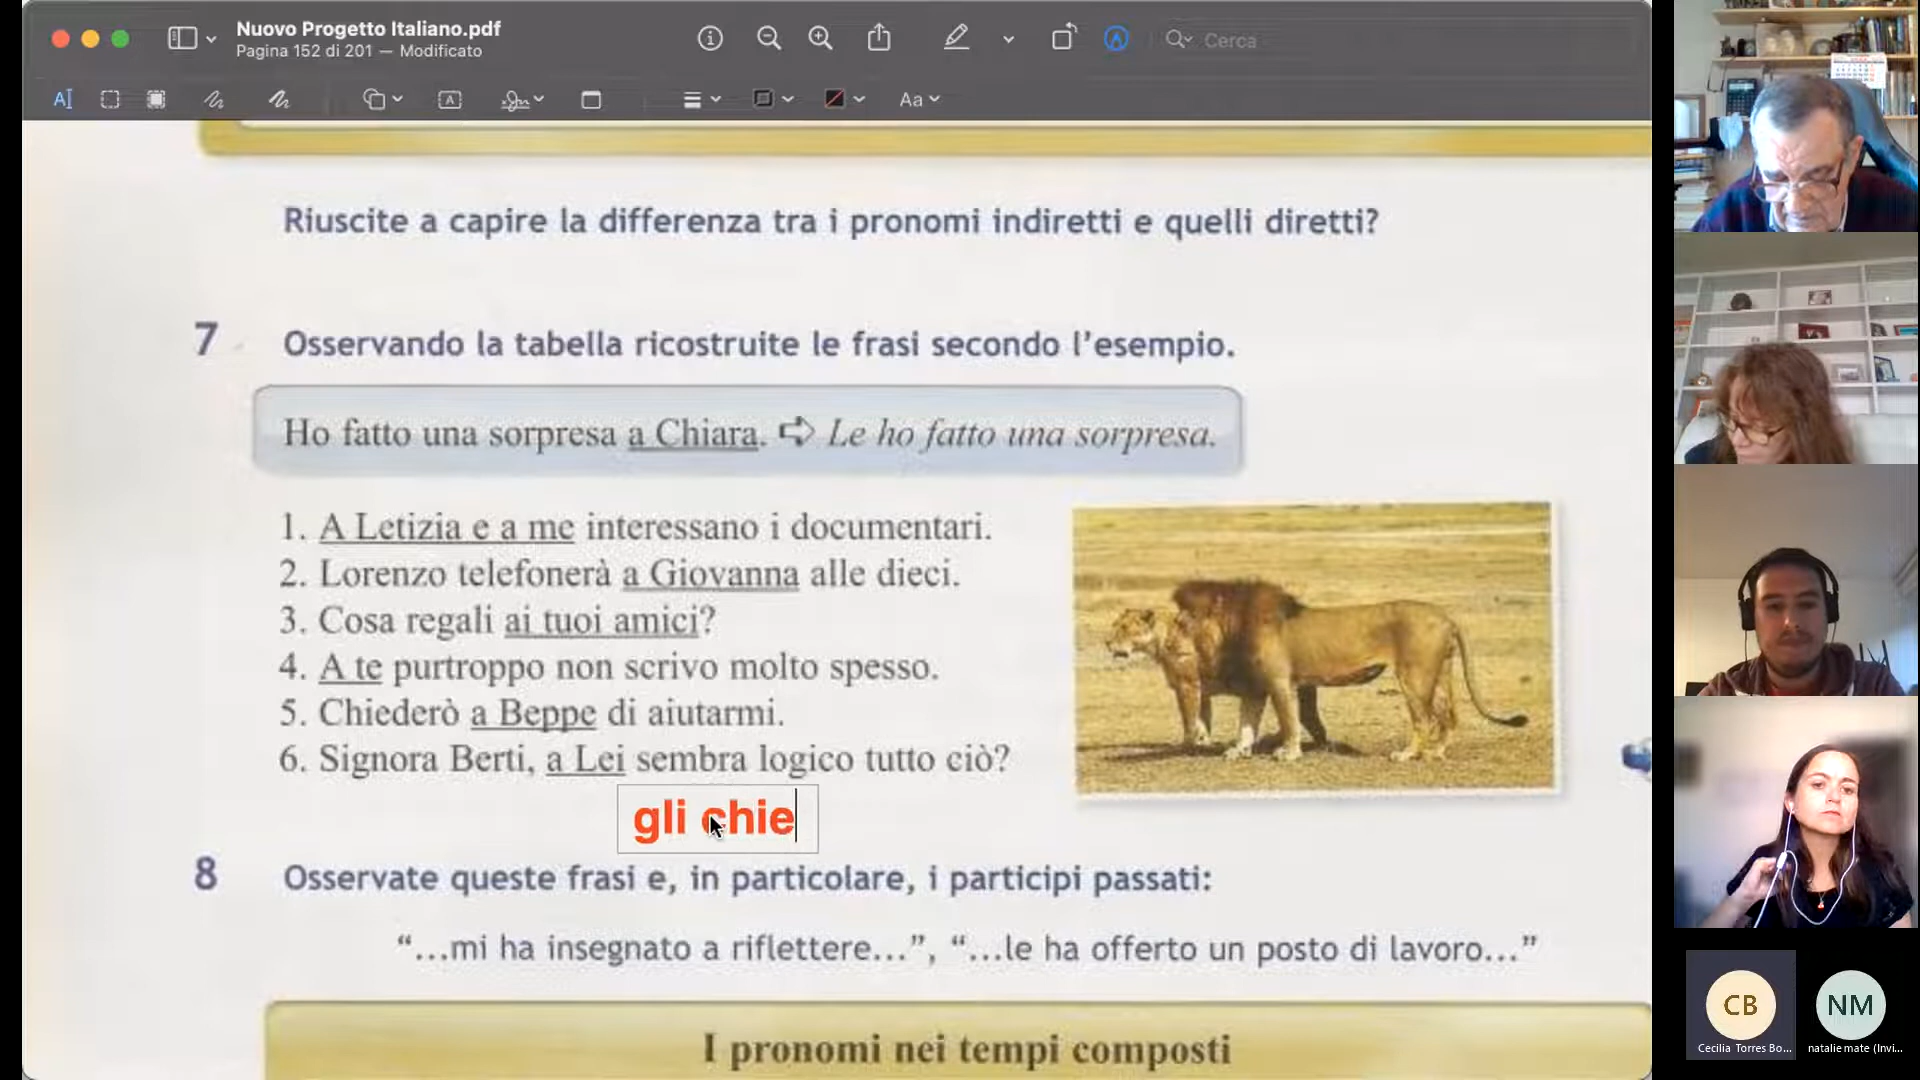 Nuovo Progetto Italiano.pdf
Pagina 152 di 201 — Modificato
Cerca
Aa
Riuscite a capire la differenza tra i pronomi indiretti e quelli diretti?
7 Osservando la tabella ricostruite le frasi secondo l'esempio.
Ho fatto una sorpresa a Chiara. ➪ Le ho fatto una sorpresa.
1. A Letizia e a me interessano i documentari.
2. Lorenzo telefonerà a Giovanna alle dieci.
3. Cosa regali ai tuoi amici?
4. A te purtroppo non scrivo molto spesso.
5. Chiederò a Beppe di aiutarmi.
6. Signora Berti, a Lei sembra logico tutto ciò?
gli chie
8 Osservate queste frasi e, in particolare, i participi passati:
“...mi ha insegnato a riflettere...”, “...le ha offerto un posto di lavoro...”
I pronomi nei tempi composti
CB
Cecilia Torres Bo...
NM
natalie mate (Invi...